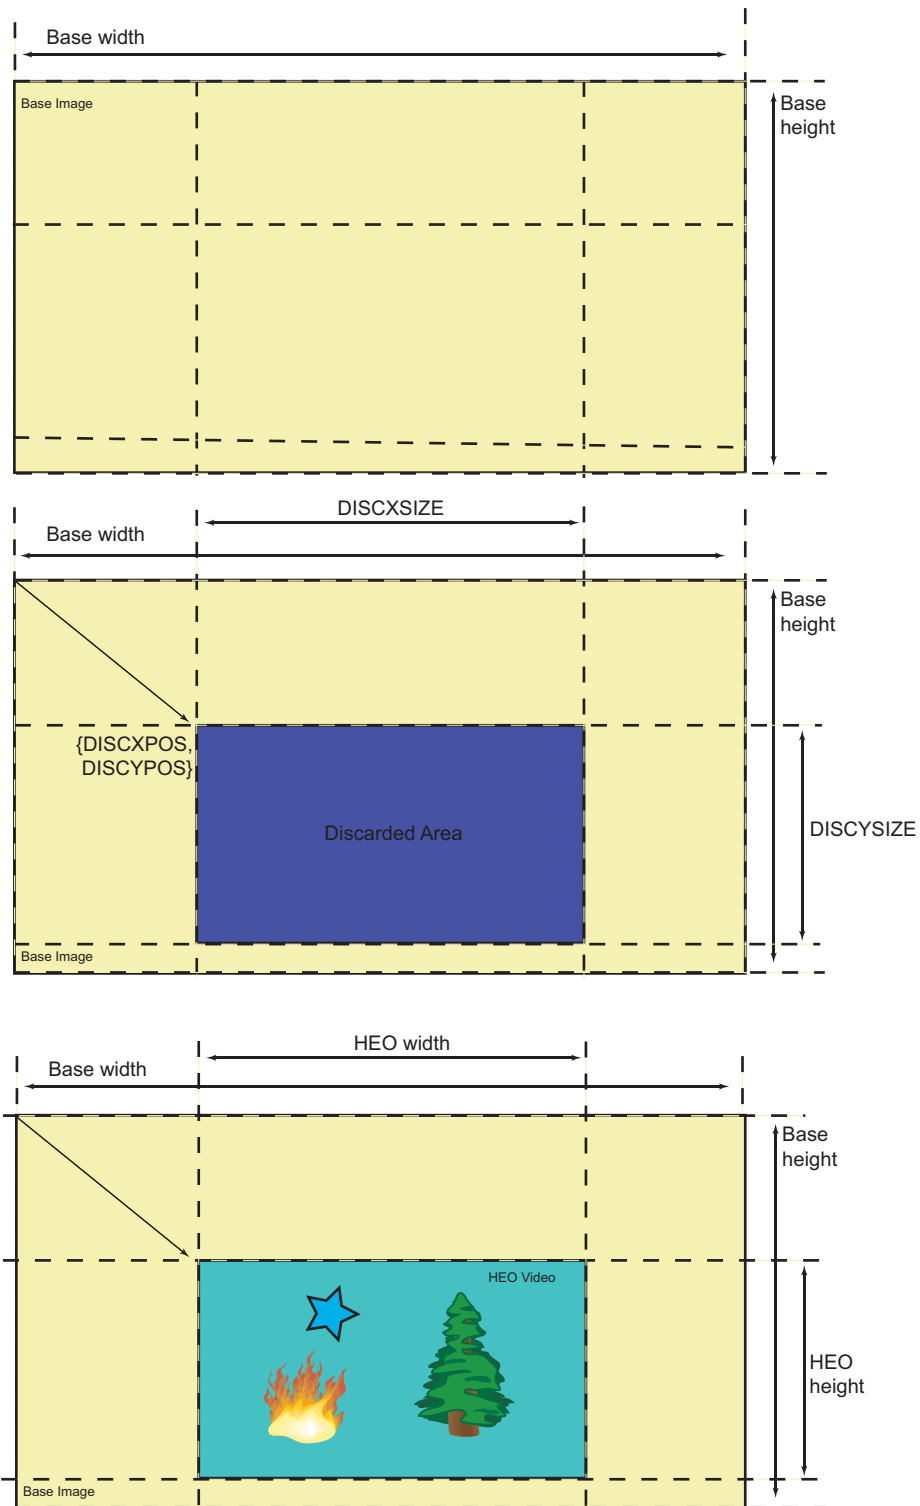 Base width
Base Image
Base
height
DISCXSIZE
Base width
Base
height
{DISCXPOS,
DISCYPOS}
Discarded Area
DISCYSIZE
Base Image
HEO width
Base width
Base
height
HEO Video
HEO
height
Base Image